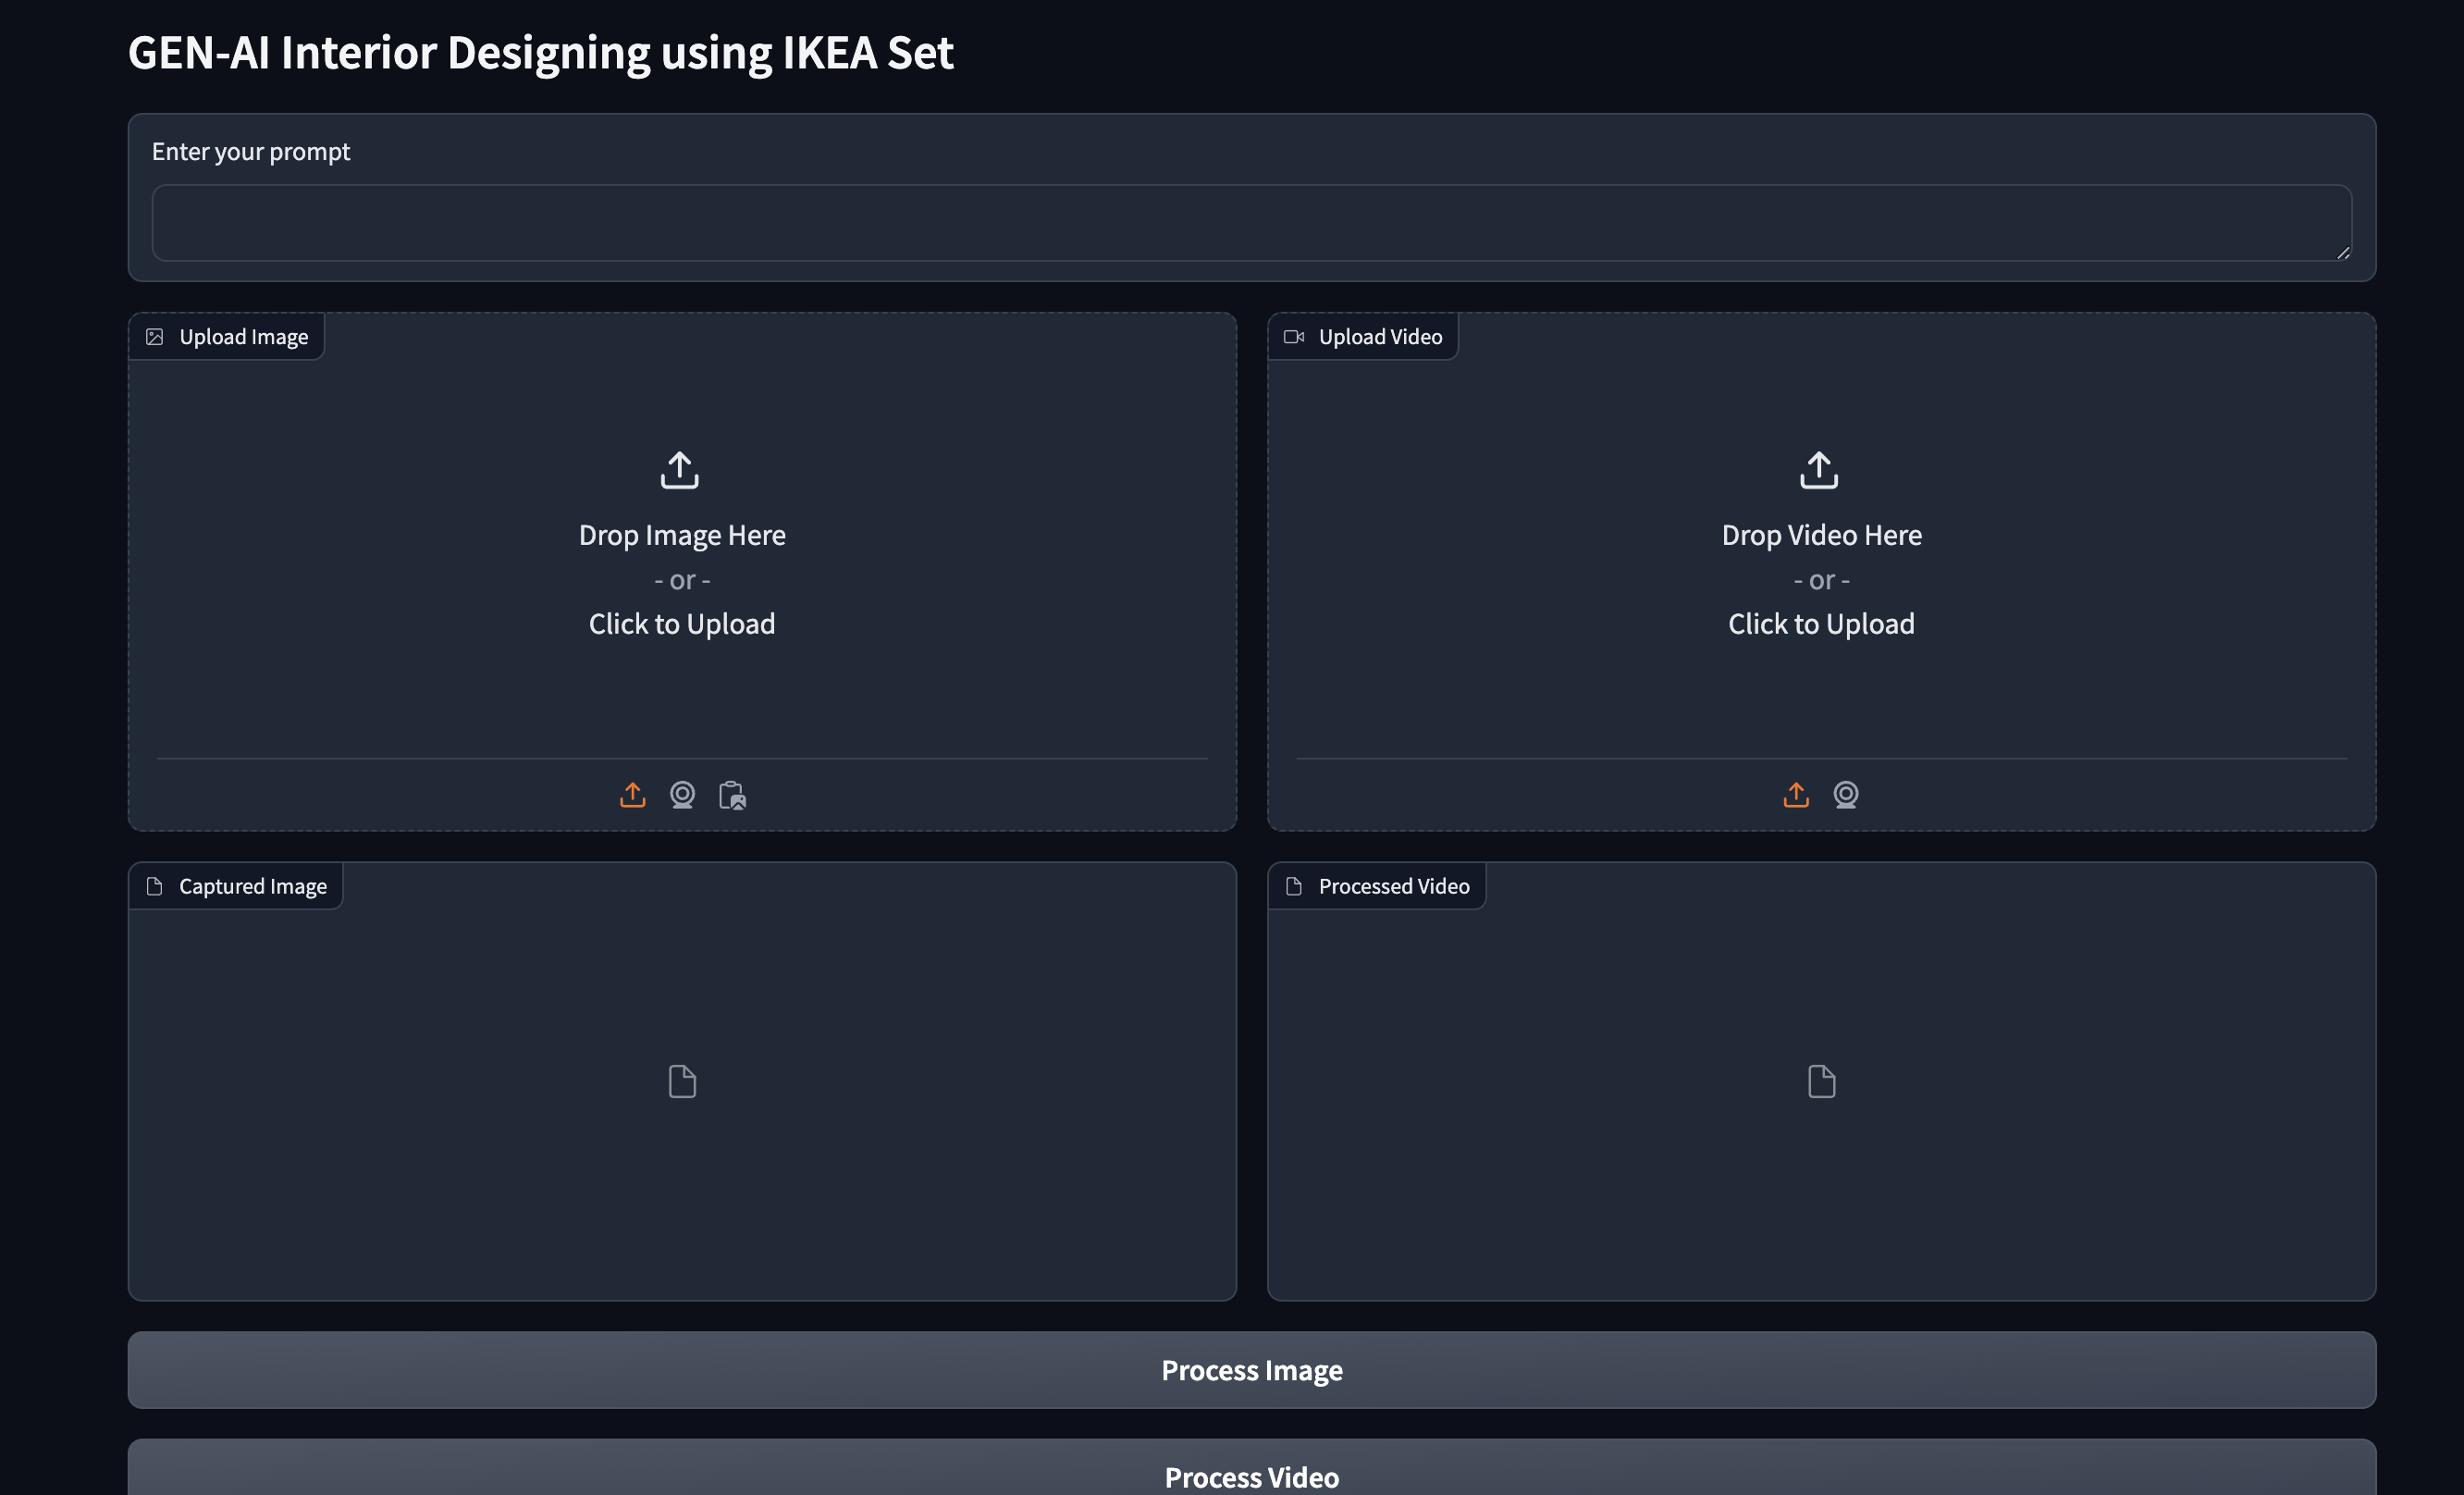 GEN-AI Interior Designing using IKEA Set
Enter your prompt
Upload Image
Upload Video
Drop Image Here
- or -
Click to Upload
Drop Video Here
- or -
Click to Upload
Captured Image
Processed Video
Process Image
Process Video